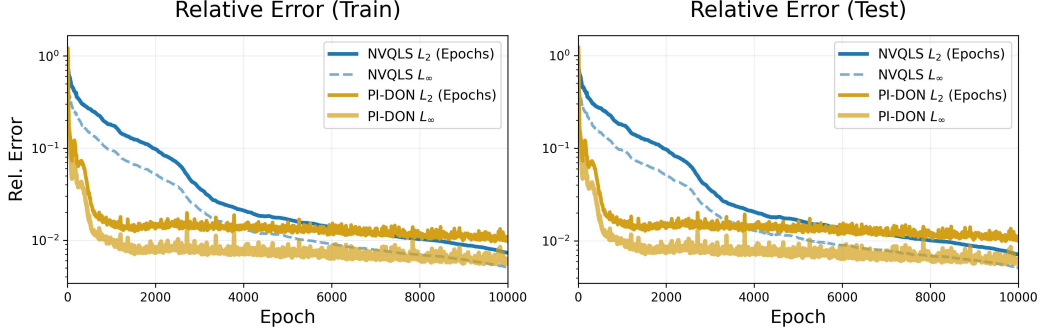 Relative Error (Train)
Rel. Error
10⁰
10⁻¹
10⁻²
NVQLS L₂ (Epochs)
NVQLS L∞
PI-DON L₂ (Epochs)
PI-DON L∞
0 2000 4000 6000 8000 10000
Epoch
Relative Error (Test)
10⁰
10⁻¹
10⁻²
NVQLS L₂ (Epochs)
NVQLS L∞
PI-DON L₂ (Epochs)
PI-DON L∞
0 2000 4000 6000 8000 10000
Epoch